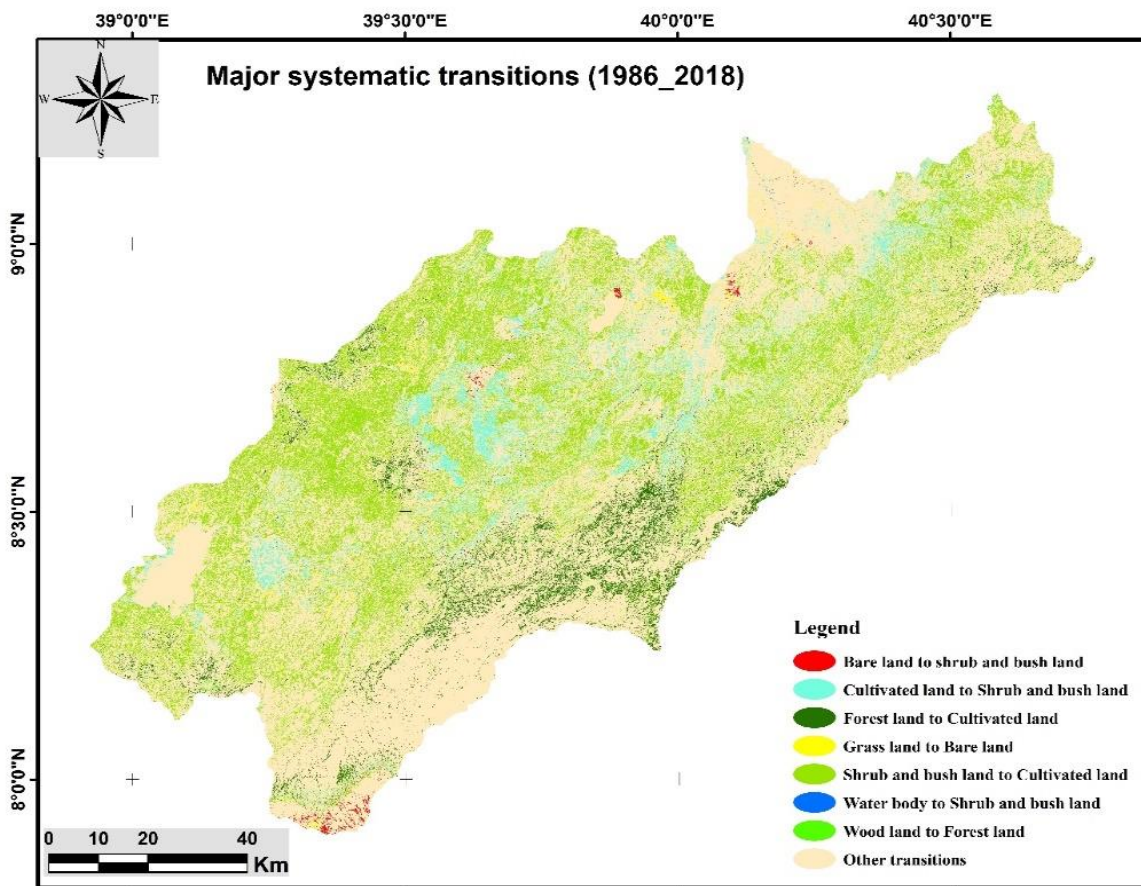 39°0'0"E 39°30'0"E 40°0'0"E 40°30'0"E
N
W E
S
Major systematic transitions (1986_2018)
9°0'0"N
8°30'0"N
8°0'0"N
Legend
Bare land to shrub and bush land
Cultivated land to Shrub and bush land
Forest land to Cultivated land
Grass land to Bare land
Shrub and bush land to Cultivated land
Water body to Shrub and bush land
Wood land to Forest land
Other transitions
0 10 20 40
Km